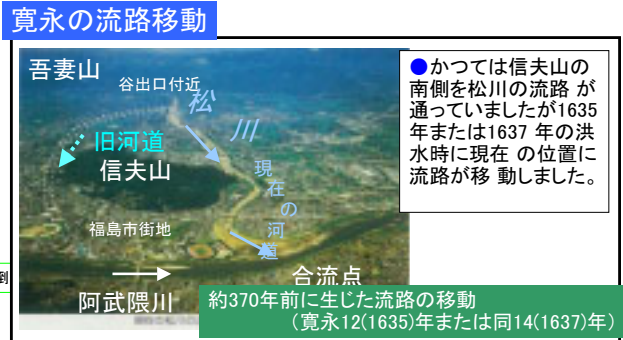 寛永の流路移動
吾妻山
谷出口付近
松川
旧河道
信夫山
現在の河道
福島市街地
合流点
阿武隈川
●かつては信夫山の
南側を松川の流路 が
通っていましたが1635
年または1637 年の洪
水時に現在 の位置に
流路が移 動しました。
約370年前に生じた流路の移動
（寛永12(1635)年または同14(1637)年）
到